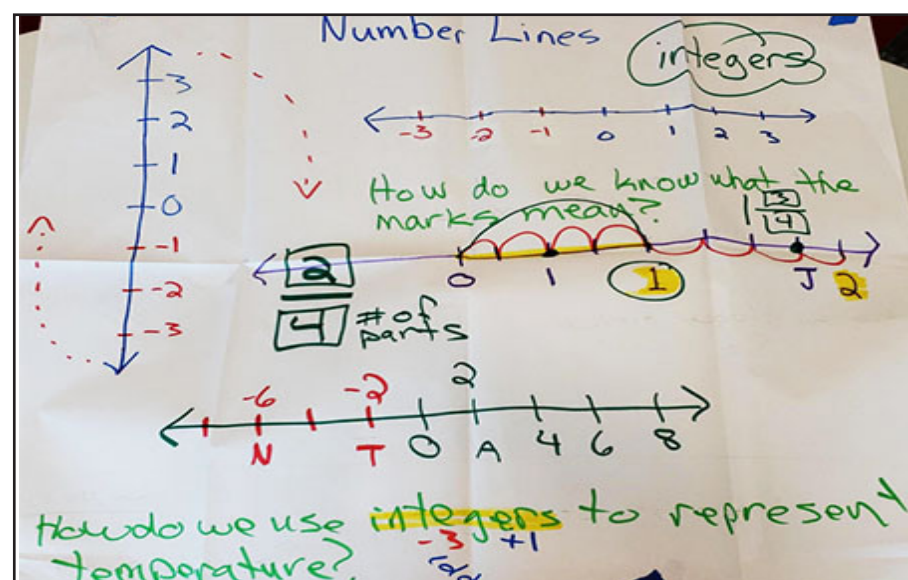 Number Lines
integers
3
2
1
0
-1
-2
-3
-3 -2 -1 0 1 2 3
How do we know what the
marks mean?
1 3/4
0 1 1 J 2
2
4
# of
parts
-6 -2 2
N T 0 A 4 6 8
How do we use integers to represent
-3 +1
temperature?